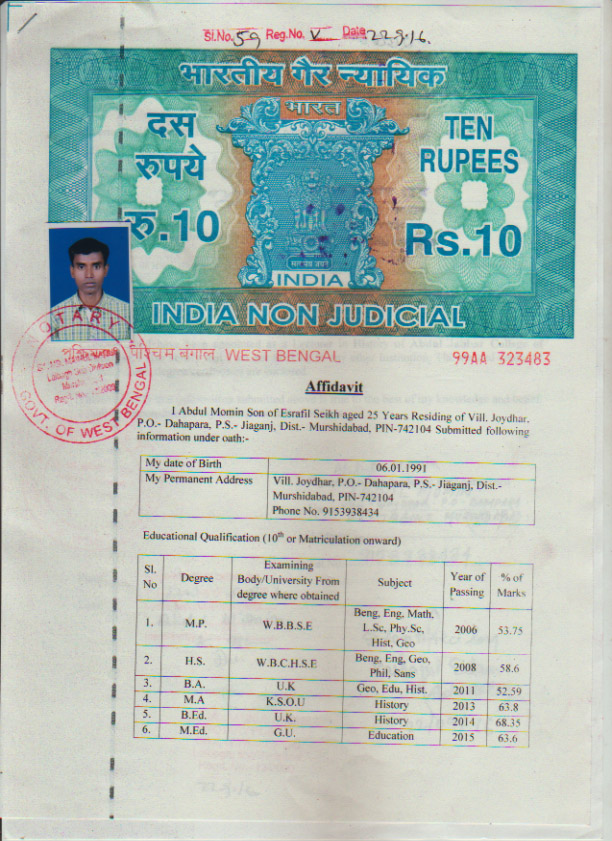 Sl.No. 59 Reg.No. V Date 22.9.16.
भारतीय गैर न्यायिक
भारत
दस
रुपये
रु.10
TEN
RUPEES
Rs.10
सत्यमेव जयते
INDIA
INDIA NON JUDICIAL
NOTARY
GOVT. OF WEST BENGAL
पश्चिम बंगाल WEST BENGAL
99AA 323483
Affidavit
I Abdul Momin Son of Esrafil Seikh aged 25 Years Residing of Vill. Joydhar,
P.O.- Dahapara, P.S.- Jiaganj, Dist.- Murshidabad, PIN-742104 Submitted following
information under oath:-
My date of Birth 06.01.1991
My Permanent Address Vill. Joydhar, P.O.- Dahapara, P.S.- Jiaganj, Dist.-
Murshidabad, PIN-742104
Phone No. 9153938434
Educational Qualification (10th or Matriculation onward)
Sl. No Degree Examining Body/University From degree where obtained Subject Year of Passing % of Marks
1. M.P. W.B.B.S.E Beng, Eng, Math, L.Sc, Phy.Sc, Hist, Geo 2006 53.75
2. H.S. W.B.C.H.S.E Beng, Eng, Geo, Phil, Sans 2008 58.6
3. B.A. U.K Geo, Edu, Hist. 2011 52.59
4. M.A K.S.O.U History 2013 63.8
5. B.Ed. U.K. History 2014 68.35
6. M.Ed. G.U. Education 2015 63.6